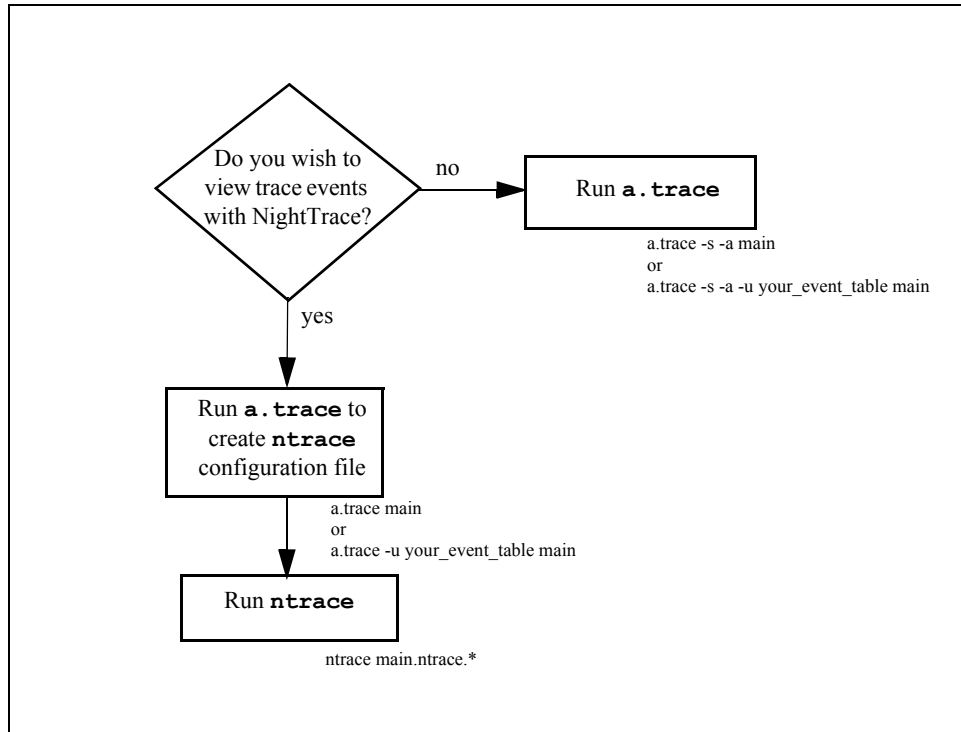 Do you wish to
view trace events
with NightTrace?
no
Run a.trace
a.trace -s -a main
or
a.trace -s -a -u your_event_table main
yes
Run a.trace to
create ntrace
configuration file
a.trace main
or
a.trace -u your_event_table main
Run ntrace
ntrace main.ntrace.*